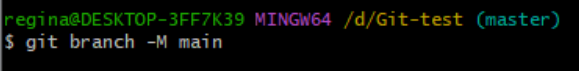 regina@DESKTOP-3FF7K39 MINGW64 /d/Git-test (master)
$ git branch -M main